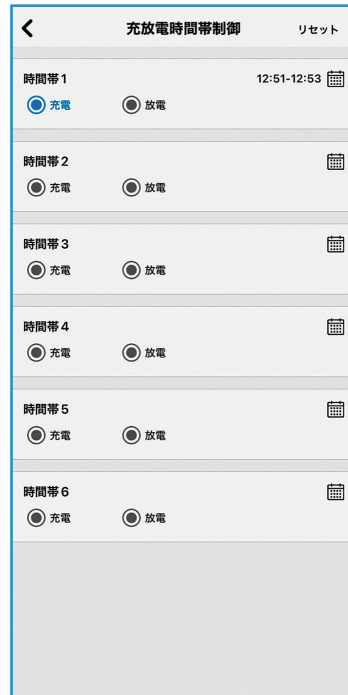 充放電時間帯制御 リセット
時間帯1 12:51-12:53
充電 放電
時間帯2
充電 放電
時間帯3
充電 放電
時間帯4
充電 放電
時間帯5
充電 放電
時間帯6
充電 放電